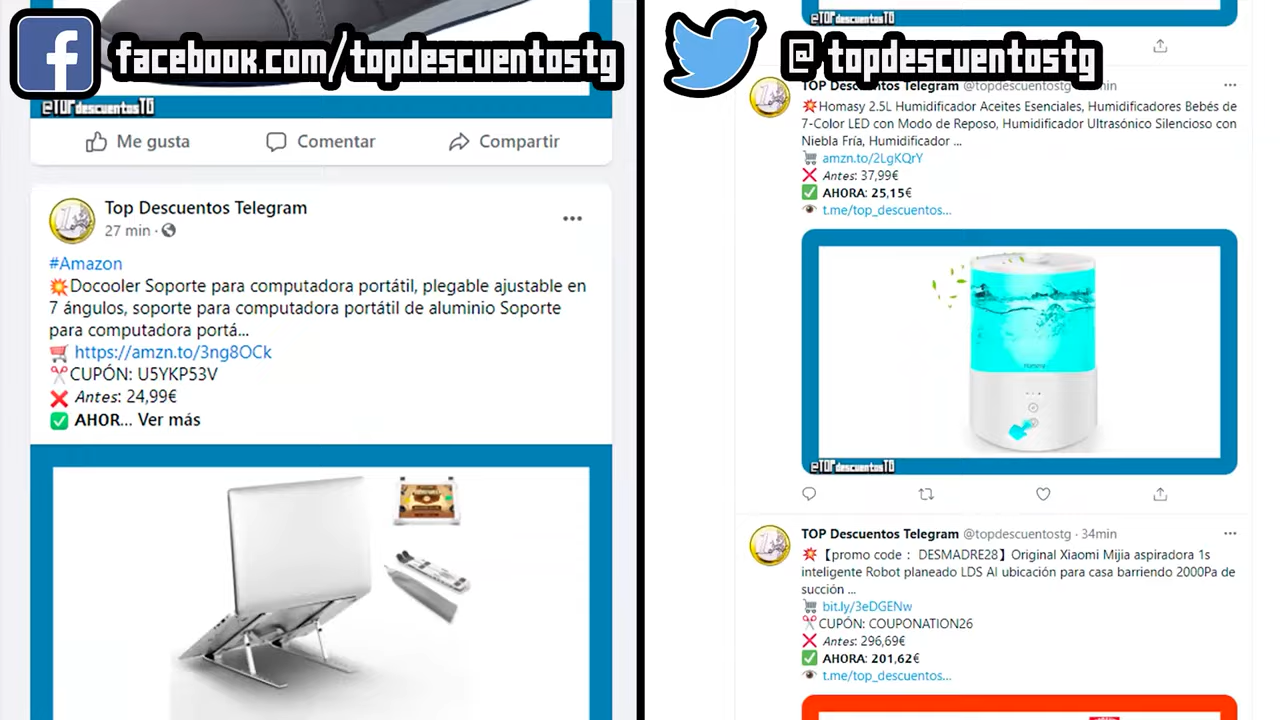 facebook.com/topdescuentostg
@TOPdescuentosTG
Me gusta
Comentar
Compartir
Top Descuentos Telegram
27 min ·
#Amazon
💥Docooler Soporte para computadora portátil, plegable ajustable en
7 ángulos, soporte para computadora portátil de aluminio Soporte
para computadora portá...
🛒 https://amzn.to/3ng8OCk
✂️CUPÓN: U5YKP53V
❌ Antes: 24,99€
✅ AHOR... Ver más
@topdescuentostg
@TOPdescuentosTG
TOP Descuentos Telegram @topdescuentostg
💥Homasy 2.5L Humidificador Aceites Esenciales, Humidificadores Bebés de
7-Color LED con Modo de Reposo, Humidificador Ultrasónico Silencioso con
Niebla Fría, Humidificador ...
🛒 amzn.to/2LgKQrY
❌ Antes: 37,99€
✅ AHORA: 25,15€
👁 t.me/top_descuentos...
@TOPdescuentosTG
TOP Descuentos Telegram @topdescuentostg · 34min
💥【promo code： DESMADRE28】Original Xiaomi Mijia aspiradora 1s
inteligente Robot planeado LDS AI ubicación para casa barriendo 2000Pa de
succión ...
🛒 bit.ly/3eDGENw
✂️CUPÓN: COUPONATION26
❌ Antes: 296,69€
✅ AHORA: 201,62€
👁 t.me/top_descuentos...